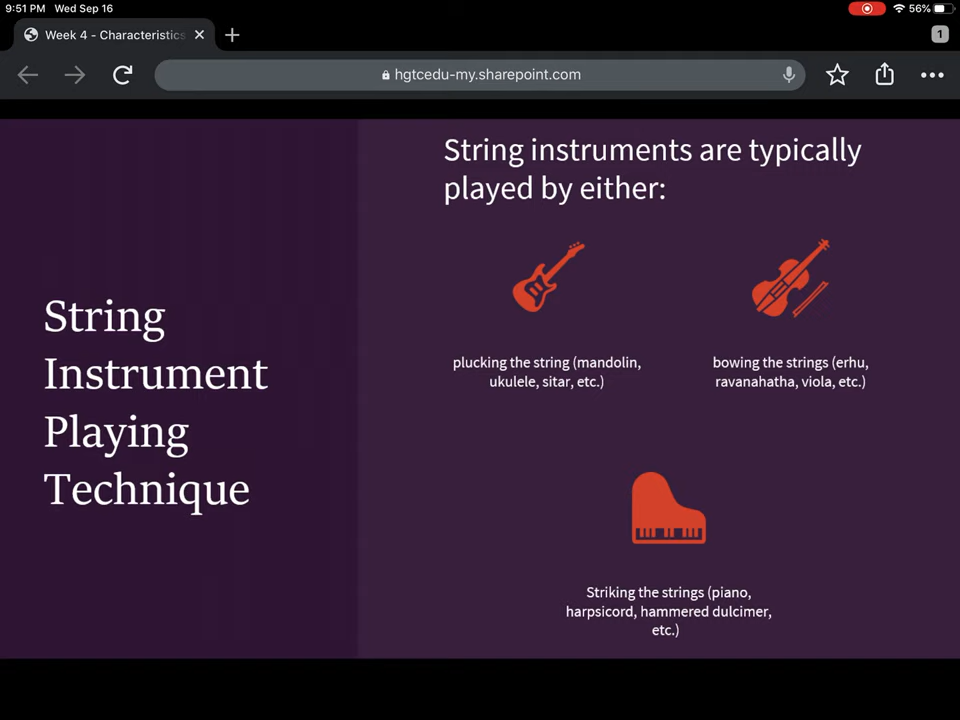 9:51 PM Wed Sep 16
56%
Week 4 - Characteristics
1
hgtcedu-my.sharepoint.com
String instruments are typically
played by either:
String
Instrument
Playing
Technique
plucking the string (mandolin,
ukulele, sitar, etc.)
bowing the strings (erhu,
ravanahatha, viola, etc.)
Striking the strings (piano,
harpsicord, hammered dulcimer,
etc.)